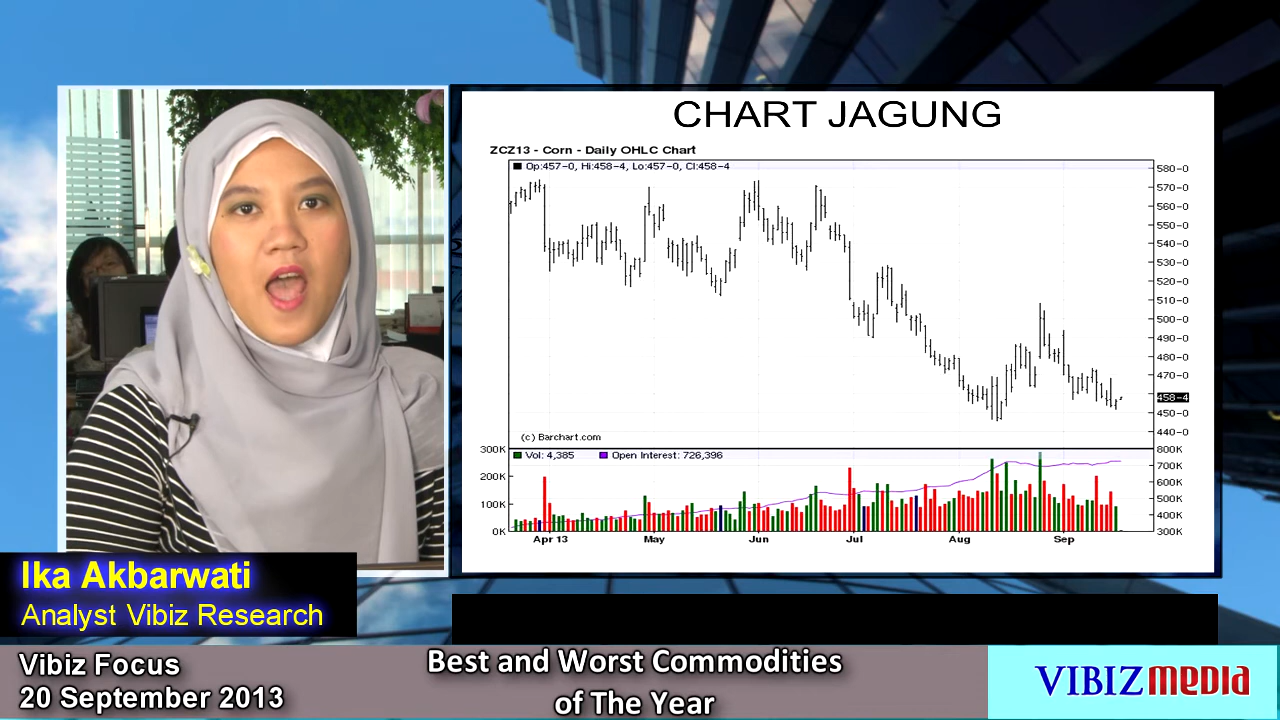 CHART JAGUNG
ZCZ13 - Corn - Daily OHLC Chart
Op:457-0, Hi:458-4, Lo:457-0, Cl:458-4
580-0
570-0
560-0
550-0
540-0
530-0
520-0
510-0
500-0
490-0
480-0
470-0
458-4
450-0
440-0
(c) Barchart.com
Vol: 4,385 Open Interest: 726,396
300K
200K
100K
0K
800K
700K
600K
500K
400K
300K
Apr 13 May Jun Jul Aug Sep
Ika Akbarwati
Analyst Vibiz Research
Vibiz Focus
20 September 2013
Best and Worst Commodities
of The Year
VIBIZ mEDIA